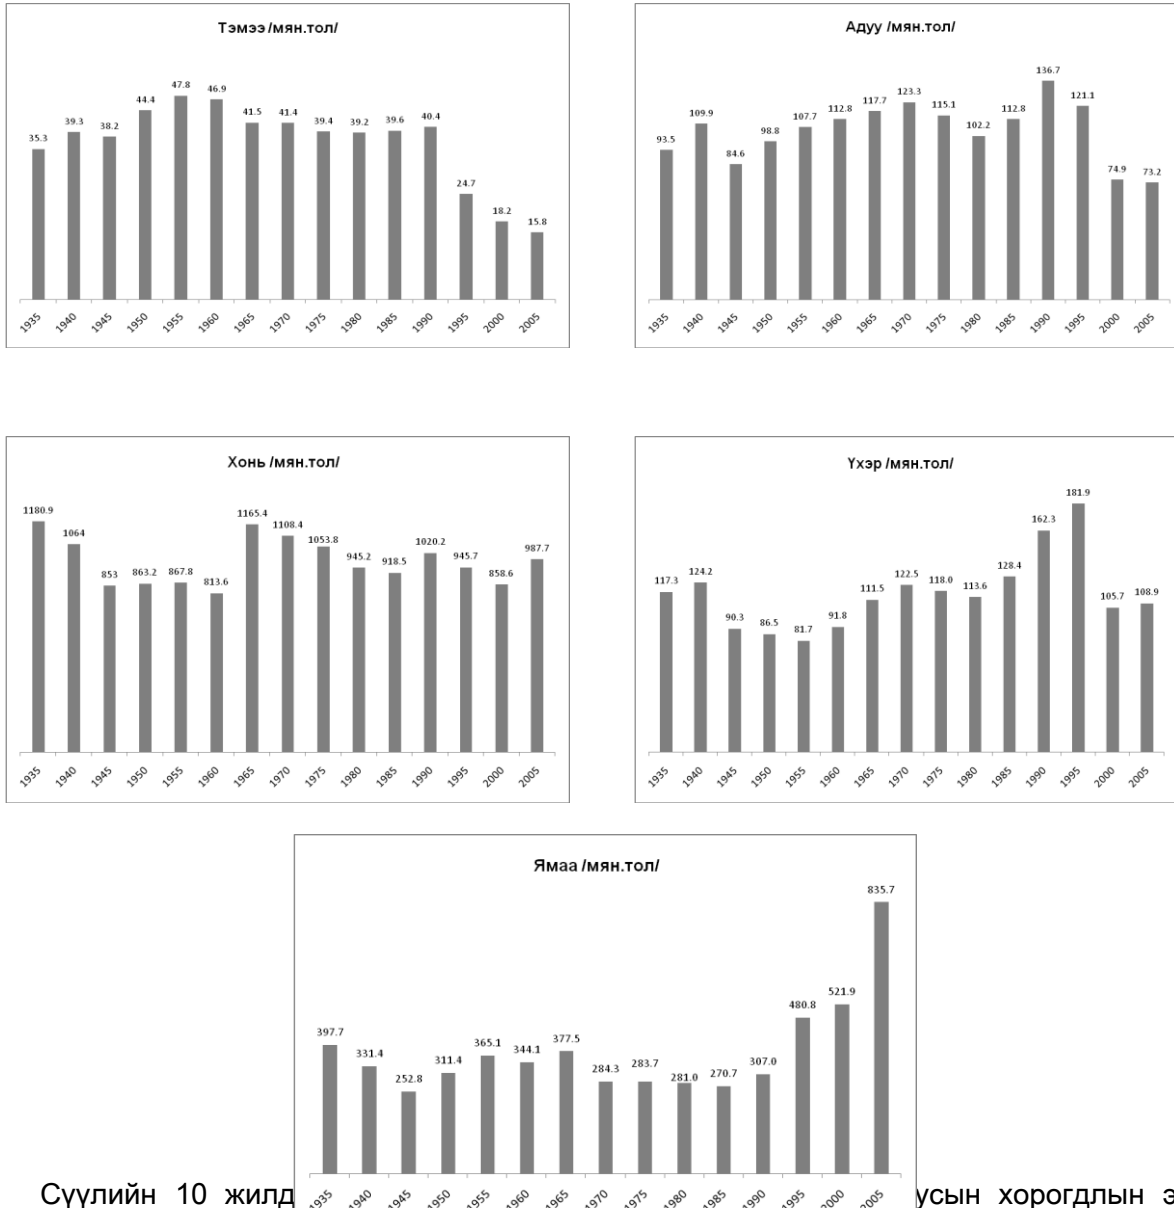 Тэмээ /мян.тол/
35.3 39.3 38.2 44.4 47.8 46.9 41.5 41.4 39.4 39.2 39.6 40.4 24.7 18.2 15.8
1935 1940 1945 1950 1955 1960 1965 1970 1975 1980 1985 1990 1995 2000 2005
Адуу /мян.тол/
93.5 109.9 84.6 98.8 107.7 112.8 117.7 123.3 115.1 102.2 112.8 136.7 121.1 74.9 73.2
1935 1940 1945 1950 1955 1960 1965 1970 1975 1980 1985 1990 1995 2000 2005
Хонь /мян.тол/
1180.9 1064 853 863.2 867.8 813.6 1165.4 1108.4 1053.8 945.2 918.5 1020.2 945.7 858.6 987.7
1935 1940 1945 1950 1955 1960 1965 1970 1975 1980 1985 1990 1995 2000 2005
Үхэр /мян.тол/
117.3 124.2 90.3 86.5 81.7 91.8 111.5 122.5 118.0 113.6 128.4 162.3 181.9 105.7 108.9
1935 1940 1945 1950 1955 1960 1965 1970 1975 1980 1985 1990 1995 2000 2005
Ямаа /мян.тол/
397.7 331.4 252.8 311.4 365.1 344.1 377.5 284.3 283.7 281.0 270.7 307.0 480.8 521.9 835.7
1935 1940 1945 1950 1955 1960 1965 1970 1975 1980 1985 1990 1995 2000 2005
Сүүлийн 10 жилд усын хорогдлын